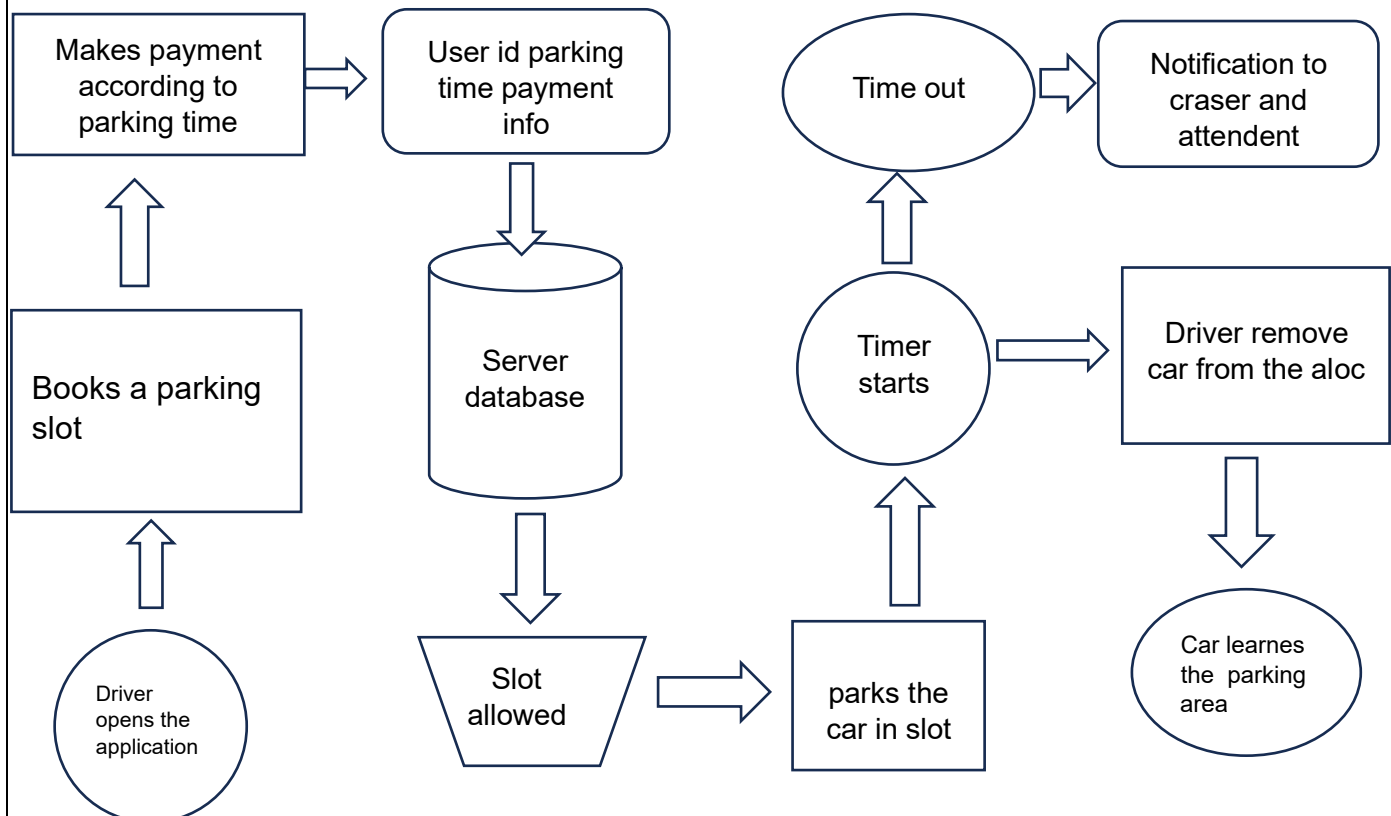 Makes payment
according to
parking time
User id parking
time payment
info
Time out
Notification to
craser and
attendent
Books a parking
slot
Server
database
Timer
starts
Driver remove
car from the aloc
Driver
opens the
application
Slot
allowed
parks the
car in slot
Car learnes
the parking
area